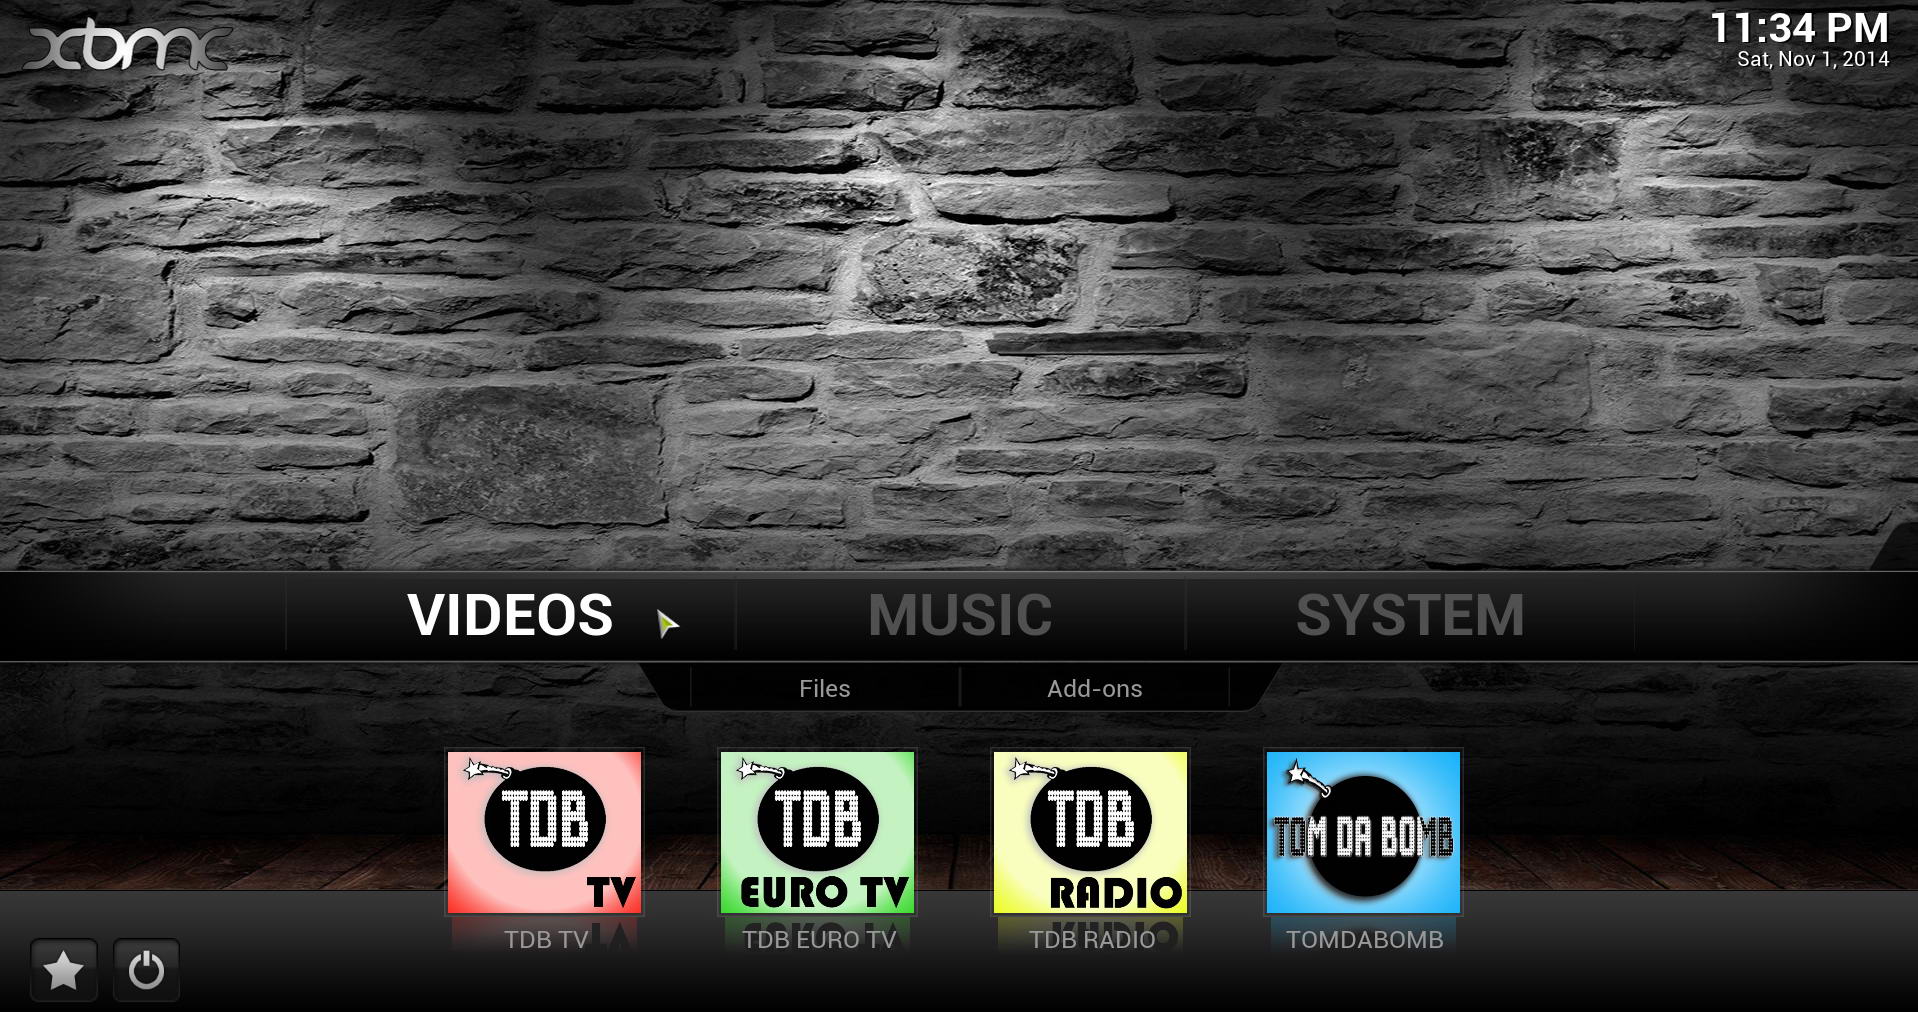 xbmc
11:34 PM
Sat, Nov 1, 2014
VIDEOS
MUSIC
SYSTEM
Files
Add-ons
TDB
TV
TDB
EURO TV
TDB
RADIO
TOM DA BOMB
TDB TV
TDB EURO TV
TDB RADIO
TOMDABOMB